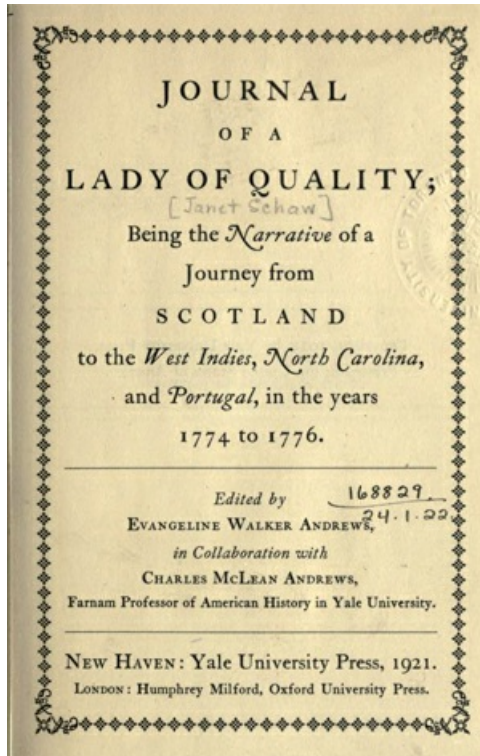 JOURNAL
OF A
LADY OF QUALITY;
[Janet Schaw]
Being the Narrative of a
Journey from
SCOTLAND
to the West Indies, North Carolina,
and Portugal, in the years
1774 to 1776.
Edited by
168829
EVANGELINE WALKER ANDREWS,
24.1.22
in Collaboration with
CHARLES MCLEAN ANDREWS,
Farnam Professor of American History in Yale University.
NEW HAVEN: Yale University Press, 1921.
LONDON: Humphrey Milford, Oxford University Press.